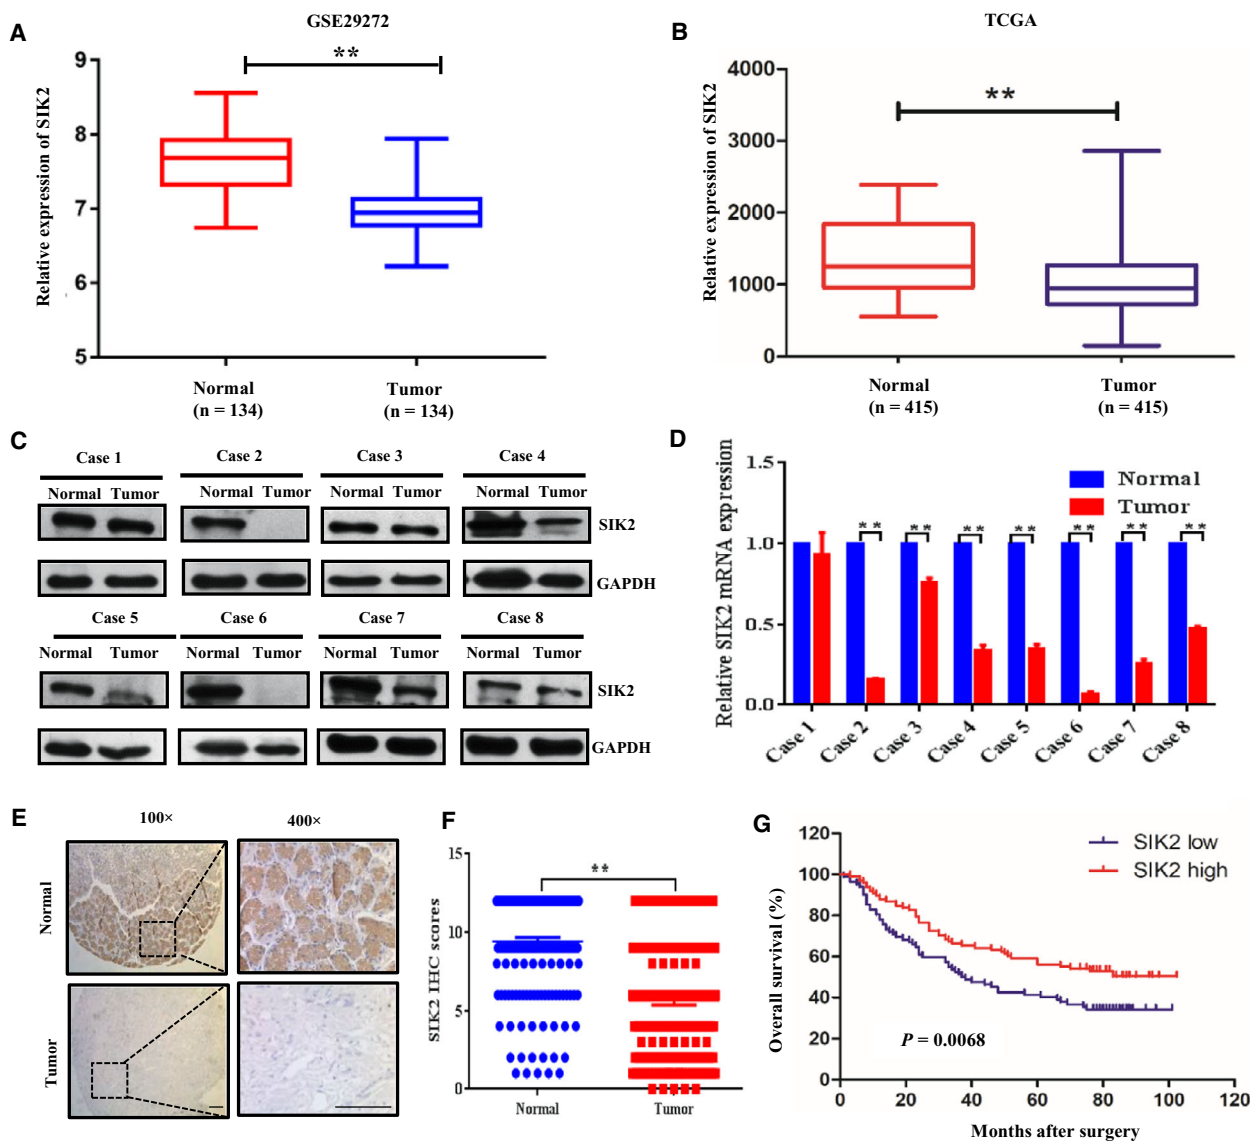 A
GSE29272
**
Relative expression of SIK2
9
8
7
6
5
Normal
(n = 134)
Tumor
(n = 134)
B
TCGA
**
Relative expression of SIK2
4000
3000
2000
1000
0
Normal
(n = 415)
Tumor
(n = 415)
C
Case 1
Case 2
Case 3
Case 4
Normal Tumor
Normal Tumor
Normal Tumor
Normal Tumor
SIK2
GAPDH
Case 5
Case 6
Case 7
Case 8
Normal Tumor
Normal Tumor
Normal Tumor
Normal Tumor
SIK2
GAPDH
D
Relative SIK2 mRNA expression
1.5
1.0
0.5
0.0
Normal
Tumor
** ** ** ** ** ** **
Case 1
Case 2
Case 3
Case 4
Case 5
Case 6
Case 7
Case 8
E
100×
400×
Normal
Tumor
F
SIK2 IHC scores
15
10
5
0
**
Normal
Tumor
G
Overall survival (%)
120
100
80
60
40
20
0
SIK2 low
SIK2 high
P = 0.0068
0 20 40 60 80 100 120
Months after surgery